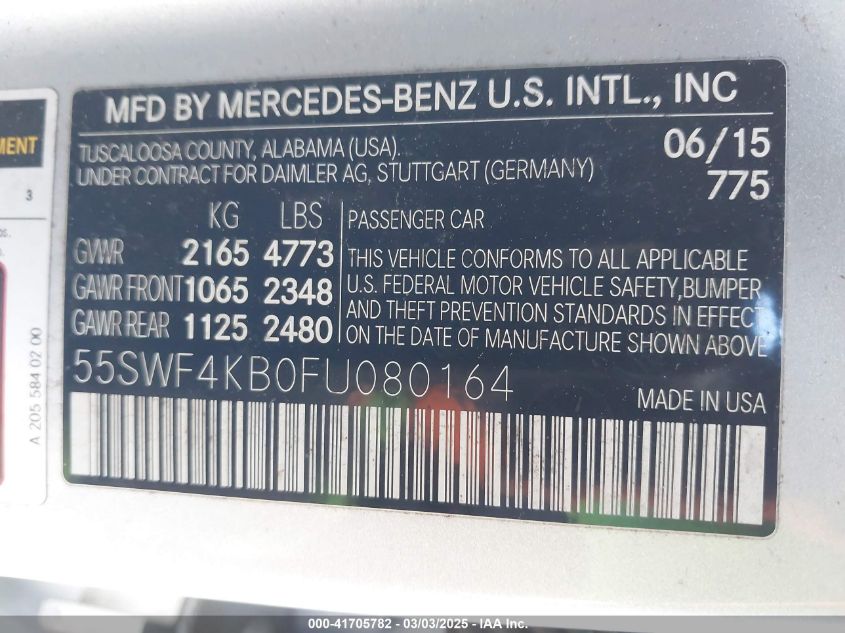 MFD BY MERCEDES-BENZ U.S. INTL., INC
TUSCALOOSA COUNTY, ALABAMA (USA).
UNDER CONTRACT FOR DAIMLER AG, STUTTGART (GERMANY)
06/15
775
KG LBS
GVWR 2165 4773
GAWR FRONT 1065 2348
GAWR REAR 1125 2480
PASSENGER CAR
THIS VEHICLE CONFORMS TO ALL APPLICABLE
U.S. FEDERAL MOTOR VEHICLE SAFETY,BUMPER
AND THEFT PREVENTION STANDARDS IN EFFECT
ON THE DATE OF MANUFACTURE SHOWN ABOVE
55SWF4KB0FU080164
MADE IN USA
3
A 205 584 02 00
000-41705782 - 03/03/2025 - IAA Inc.